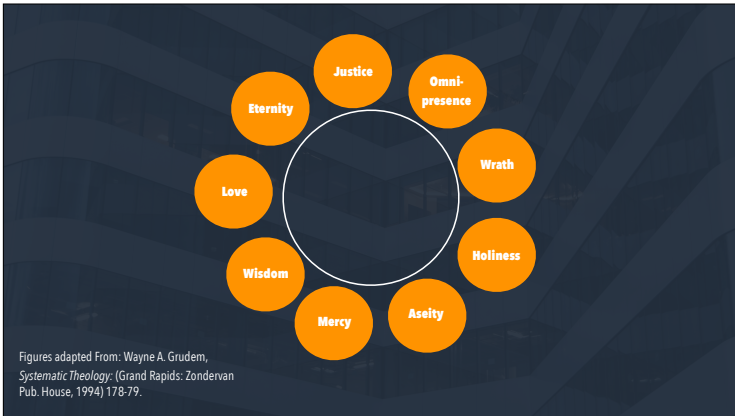 Justice
Omni-
presence
Wrath
Holiness
Aseity
Mercy
Wisdom
Love
Eternity
Figures adapted From: Wayne A. Grudem,
Systematic Theology: (Grand Rapids: Zondervan
Pub. House, 1994) 178-79.